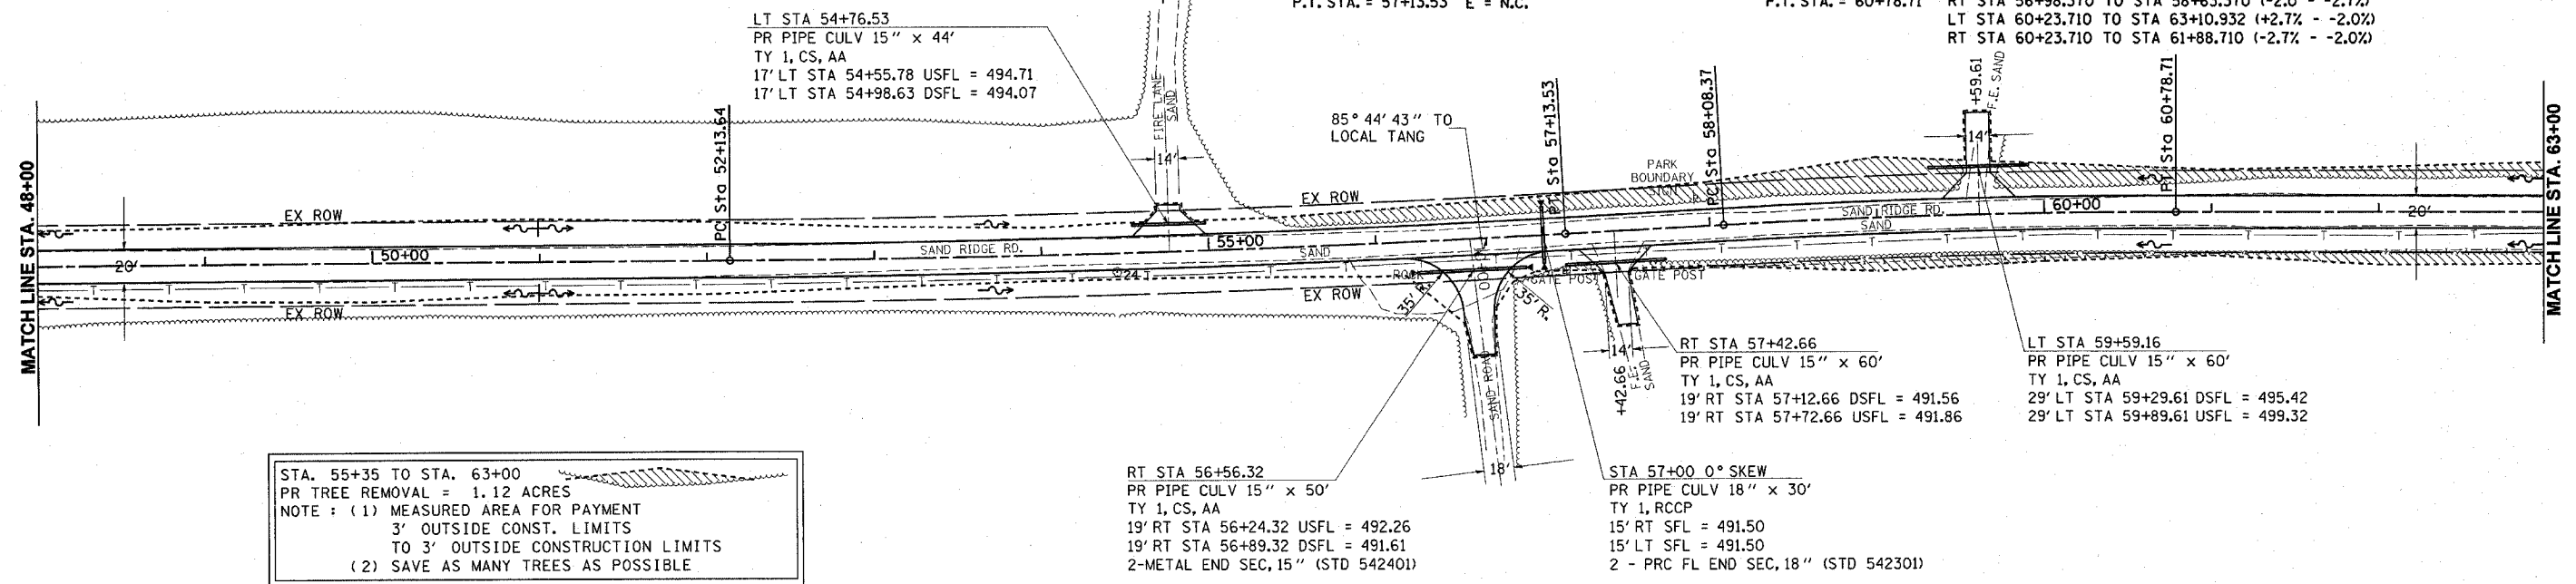 P.T. STA. = 57+13.53 E = N.C.
P.T. STA. = 60+78.71
RT STA 56+98.370 TO STA 58+63.370 (-2.0 - -2.7%)
LT STA 60+23.710 TO STA 63+10.932 (+2.7% - -2.0%)
RT STA 60+23.710 TO STA 61+88.710 (-2.7% - -2.0%)
LT STA 54+76.53
PR PIPE CULV 15" x 44'
TY 1, CS, AA
17' LT STA 54+55.78 USFL = 494.71
17' LT STA 54+98.63 DSFL = 494.07
FIRE LANE
SAND
14'
85° 44' 43" TO
LOCAL TANG
PC Sta 52+13.64
PT Sta 57+13.53
PC Sta 58+08.37
PT Sta 60+78.71
+59.61
F.E. SAND
14'
PARK
BOUNDARY
SIGN
MATCH LINE STA. 48+00
MATCH LINE STA. 63+00
EX ROW
EX ROW
20'
50+00
SAND RIDGE RD.
55+00
SAND
SAND RIDGE RD.
60+00
SAND
20'
24
ROCK
GATE POST
GATE POST
EX ROW
EX ROW
35' R.
35' R.
14'
+42.66
F.E.
SAND
SAND ROAD
18'
RT STA 57+42.66
PR PIPE CULV 15" x 60'
TY 1, CS, AA
19' RT STA 57+12.66 DSFL = 491.56
19' RT STA 57+72.66 USFL = 491.86
LT STA 59+59.16
PR PIPE CULV 15" x 60'
TY 1, CS, AA
29' LT STA 59+29.61 DSFL = 495.42
29' LT STA 59+89.61 USFL = 499.32
STA. 55+35 TO STA. 63+00
PR TREE REMOVAL = 1.12 ACRES
NOTE : (1) MEASURED AREA FOR PAYMENT
3' OUTSIDE CONST. LIMITS
TO 3' OUTSIDE CONSTRUCTION LIMITS
(2) SAVE AS MANY TREES AS POSSIBLE
RT STA 56+56.32
PR PIPE CULV 15" x 50'
TY 1, CS, AA
19' RT STA 56+24.32 USFL = 492.26
19' RT STA 56+89.32 DSFL = 491.61
2-METAL END SEC, 15" (STD 542401)
STA 57+00 0° SKEW
PR PIPE CULV 18" x 30'
TY 1, RCCP
15' RT SFL = 491.50
15' LT SFL = 491.50
2 - PRC FL END SEC, 18" (STD 542301)